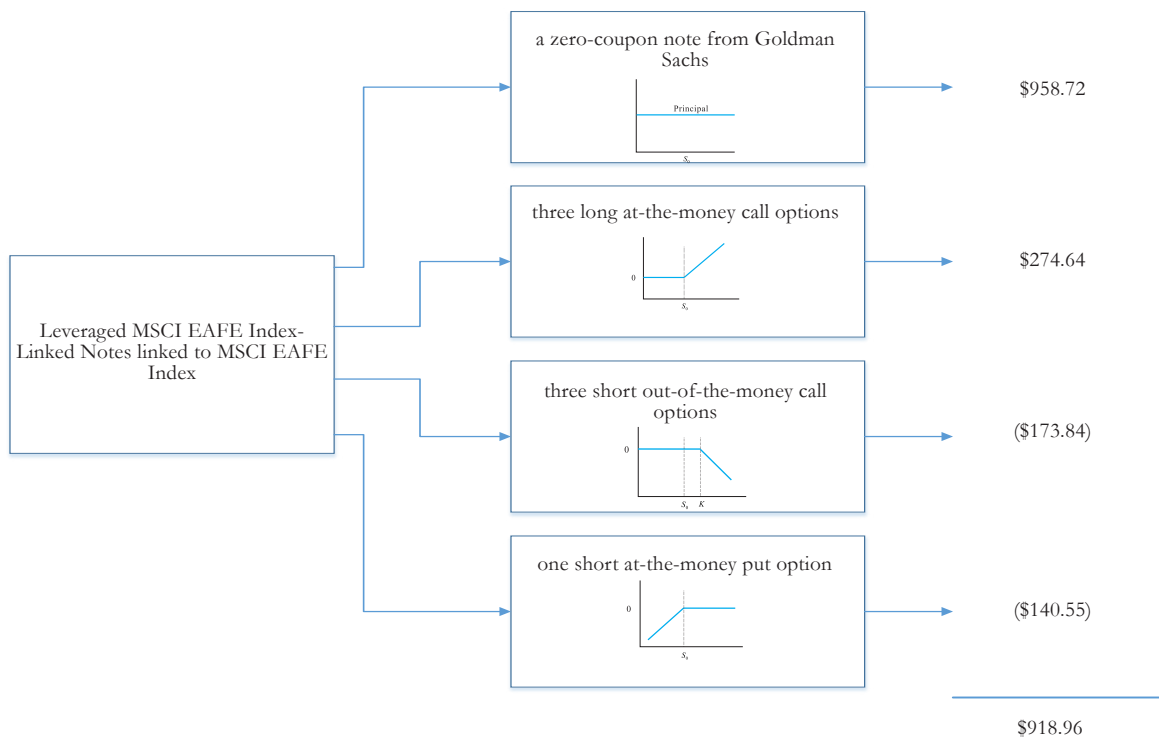 a zero-coupon note from Goldman
Sachs
Principal
S₀
$958.72
three long at-the-money call options
0
S₀
$274.64
Leveraged MSCI EAFE Index-
Linked Notes linked to MSCI EAFE
Index
three short out-of-the-money call
options
0
S₀ K
($173.84)
one short at-the-money put option
0
S₀
($140.55)
$918.96